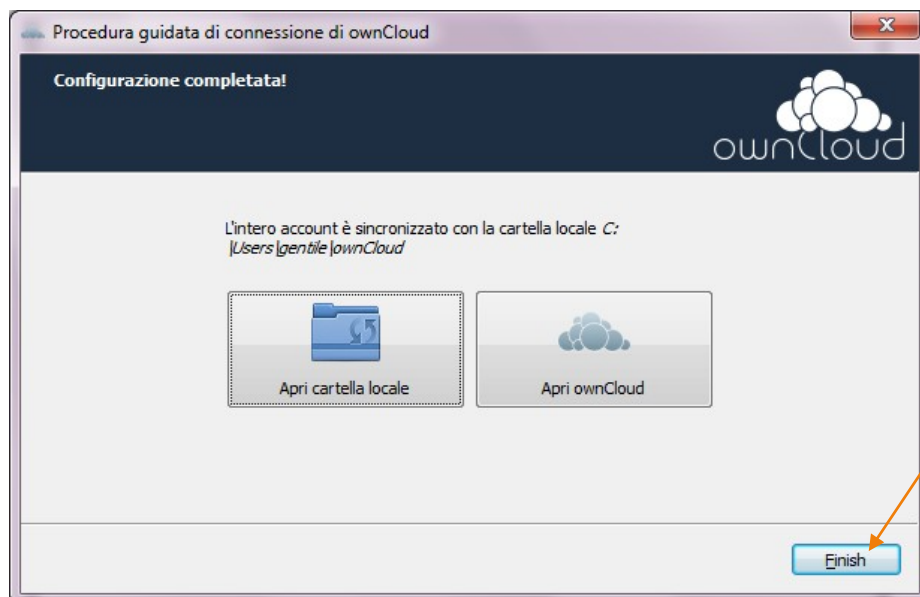 Procedura guidata di connessione di ownCloud
Configurazione completata!
ownCloud
L'intero account è sincronizzato con la cartella locale C:
\Users\gentile\ownCloud
Apri cartella locale
Apri ownCloud
Finish